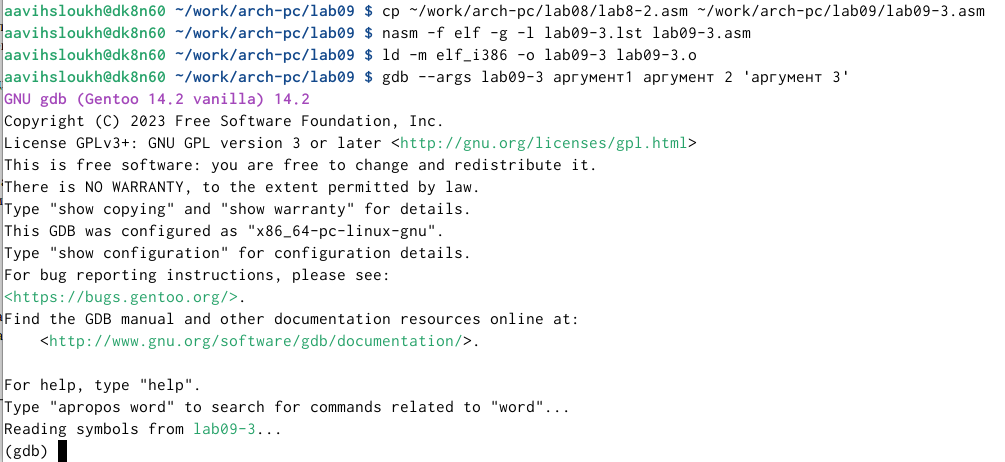 aavihsloukh@dk8n60 ~/work/arch-pc/lab09 $ cp ~/work/arch-pc/lab08/lab8-2.asm ~/work/arch-pc/lab09/lab09-3.asm
aavihsloukh@dk8n60 ~/work/arch-pc/lab09 $ nasm -f elf -g -l lab09-3.lst lab09-3.asm
aavihsloukh@dk8n60 ~/work/arch-pc/lab09 $ ld -m elf_i386 -o lab09-3 lab09-3.o
aavihsloukh@dk8n60 ~/work/arch-pc/lab09 $ gdb --args lab09-3 аргумент1 аргумент 2 'аргумент 3'
GNU gdb (Gentoo 14.2 vanilla) 14.2
Copyright (C) 2023 Free Software Foundation, Inc.
License GPLv3+: GNU GPL version 3 or later <http://gnu.org/licenses/gpl.html>
This is free software: you are free to change and redistribute it.
There is NO WARRANTY, to the extent permitted by law.
Type "show copying" and "show warranty" for details.
This GDB was configured as "x86_64-pc-linux-gnu".
Type "show configuration" for configuration details.
For bug reporting instructions, please see:
<https://bugs.gentoo.org/>.
Find the GDB manual and other documentation resources online at:
    <http://www.gnu.org/software/gdb/documentation/>.

For help, type "help".
Type "apropos word" to search for commands related to "word"...
Reading symbols from lab09-3...
(gdb)